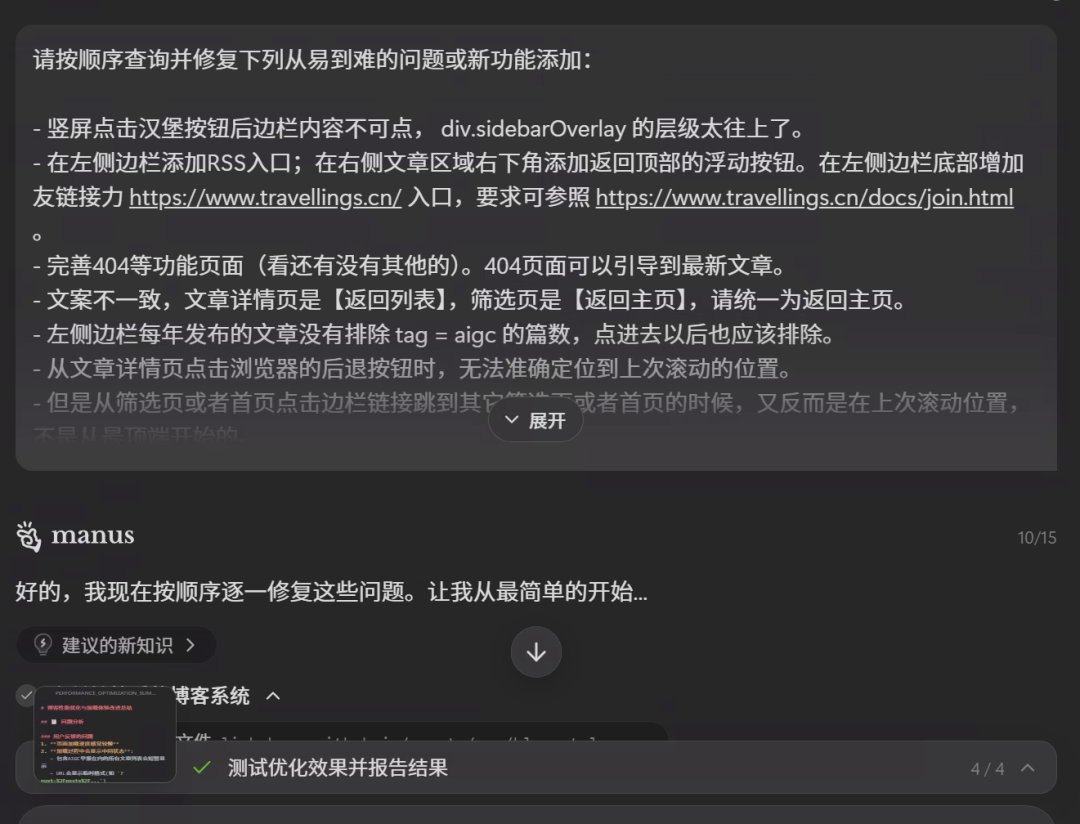 请按顺序查询并修复下列从易到难的问题或新功能添加：
- 竖屏点击汉堡按钮后边栏内容不可点， div.sidebarOverlay 的层级太往上了。
- 在左侧边栏添加RSS入口；在右侧文章区域右下角添加返回顶部的浮动按钮。在左侧边栏底部增加
友链接力 https://www.travellings.cn/ 入口，要求可参照 https://www.travellings.cn/docs/join.html
。
- 完善404等功能页面（看还有没有其他的）。404页面可以引导到最新文章。
- 文案不一致，文章详情页是【返回列表】，筛选页是【返回主页】，请统一为返回主页。
- 左侧边栏每年发布的文章没有排除 tag = aigc 的篇数，点进去以后也应该排除。
- 从文章详情页点击浏览器的后退按钮时，无法准确定位到上次滚动的位置。
- 但是从筛选页或者首页点击边栏链接跳到其它筛选页或者首页的时候，又反而是在上次滚动位置，
不是从最顶端开始的
展开
manus
10/15
好的，我现在按顺序逐一修复这些问题。让我从最简单的开始...
建议的新知识
博客系统
文件
PERFORMANCE_OPTIMIZATION_SUM...
测试优化效果并报告结果
4 / 4